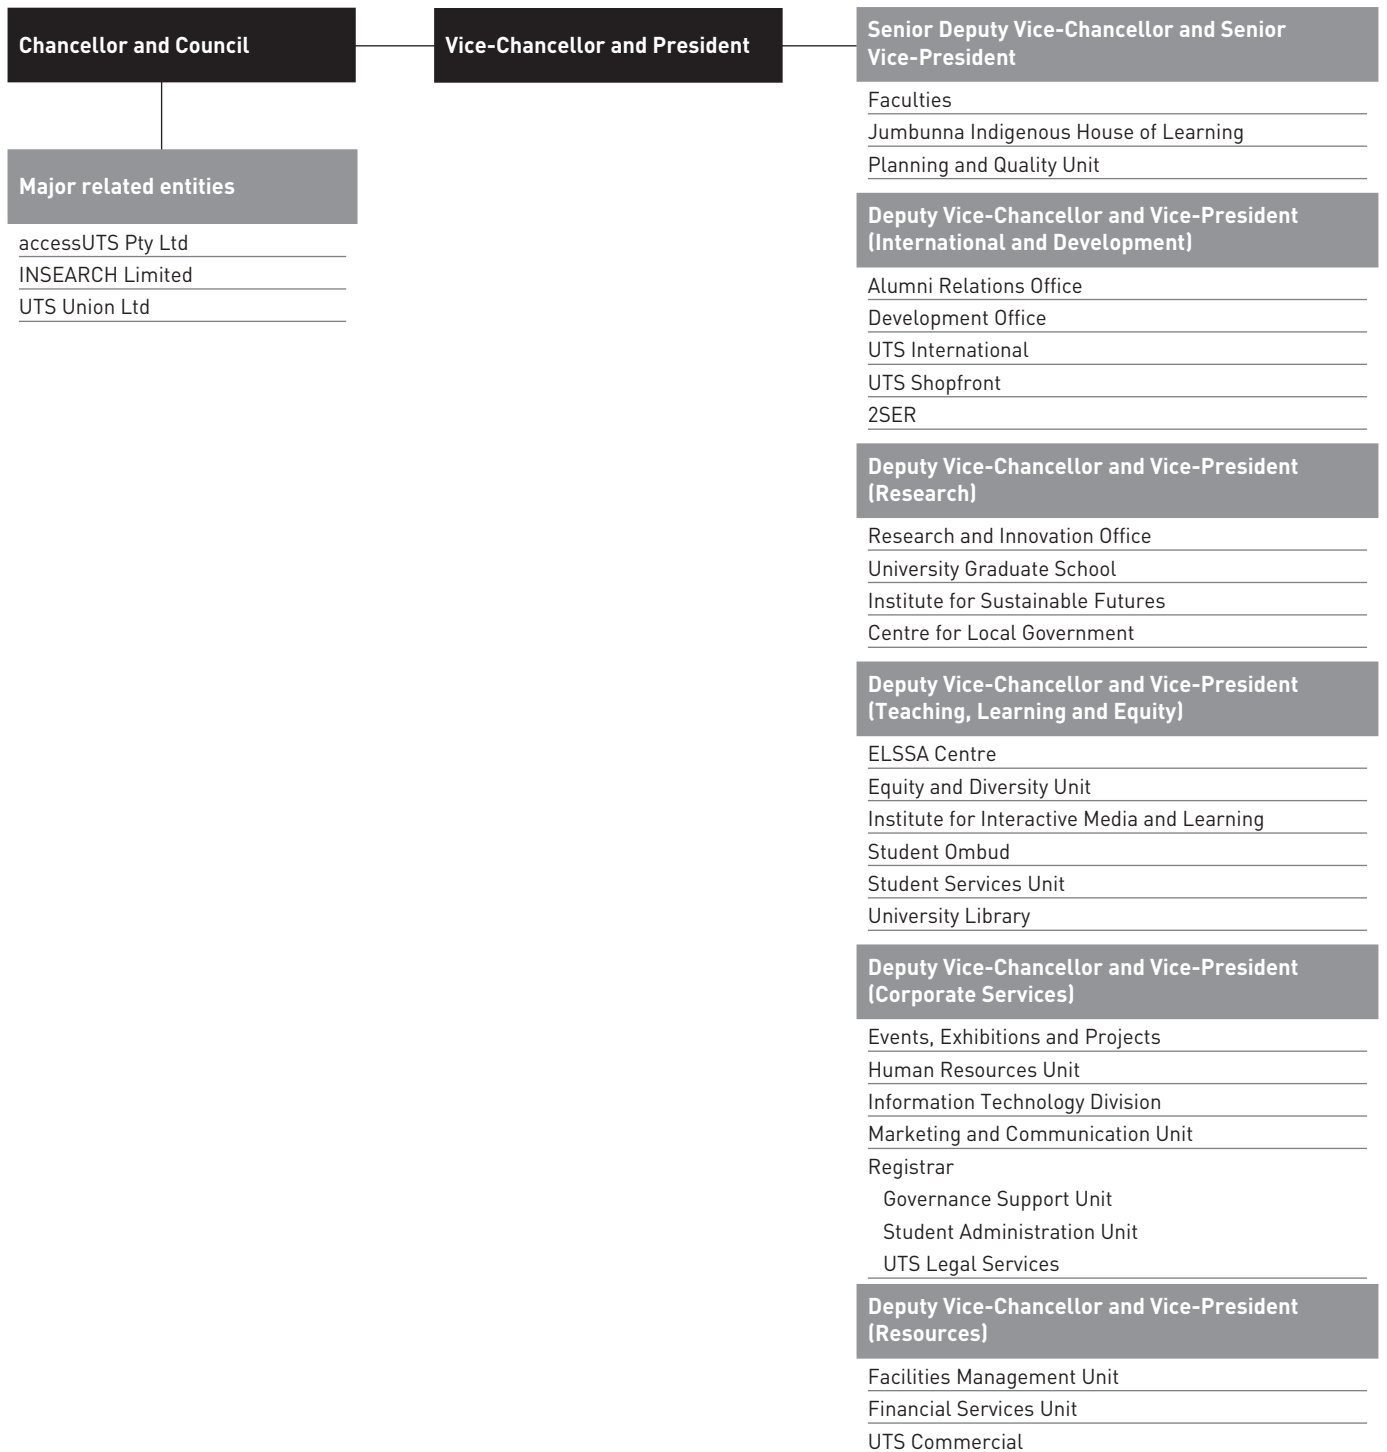 Chancellor and Council
Vice-Chancellor and President
Major related entities
accessUTS Pty Ltd
INSEARCH Limited
UTS Union Ltd
Senior Deputy Vice-Chancellor and Senior
Vice-President
Faculties
Jumbunna Indigenous House of Learning
Planning and Quality Unit
Deputy Vice-Chancellor and Vice-President
(International and Development)
Alumni Relations Office
Development Office
UTS International
UTS Shopfront
2SER
Deputy Vice-Chancellor and Vice-President
(Research)
Research and Innovation Office
University Graduate School
Institute for Sustainable Futures
Centre for Local Government
Deputy Vice-Chancellor and Vice-President
(Teaching, Learning and Equity)
ELSSA Centre
Equity and Diversity Unit
Institute for Interactive Media and Learning
Student Ombud
Student Services Unit
University Library
Deputy Vice-Chancellor and Vice-President
(Corporate Services)
Events, Exhibitions and Projects
Human Resources Unit
Information Technology Division
Marketing and Communication Unit
Registrar
Governance Support Unit
Student Administration Unit
UTS Legal Services
Deputy Vice-Chancellor and Vice-President
(Resources)
Facilities Management Unit
Financial Services Unit
UTS Commercial